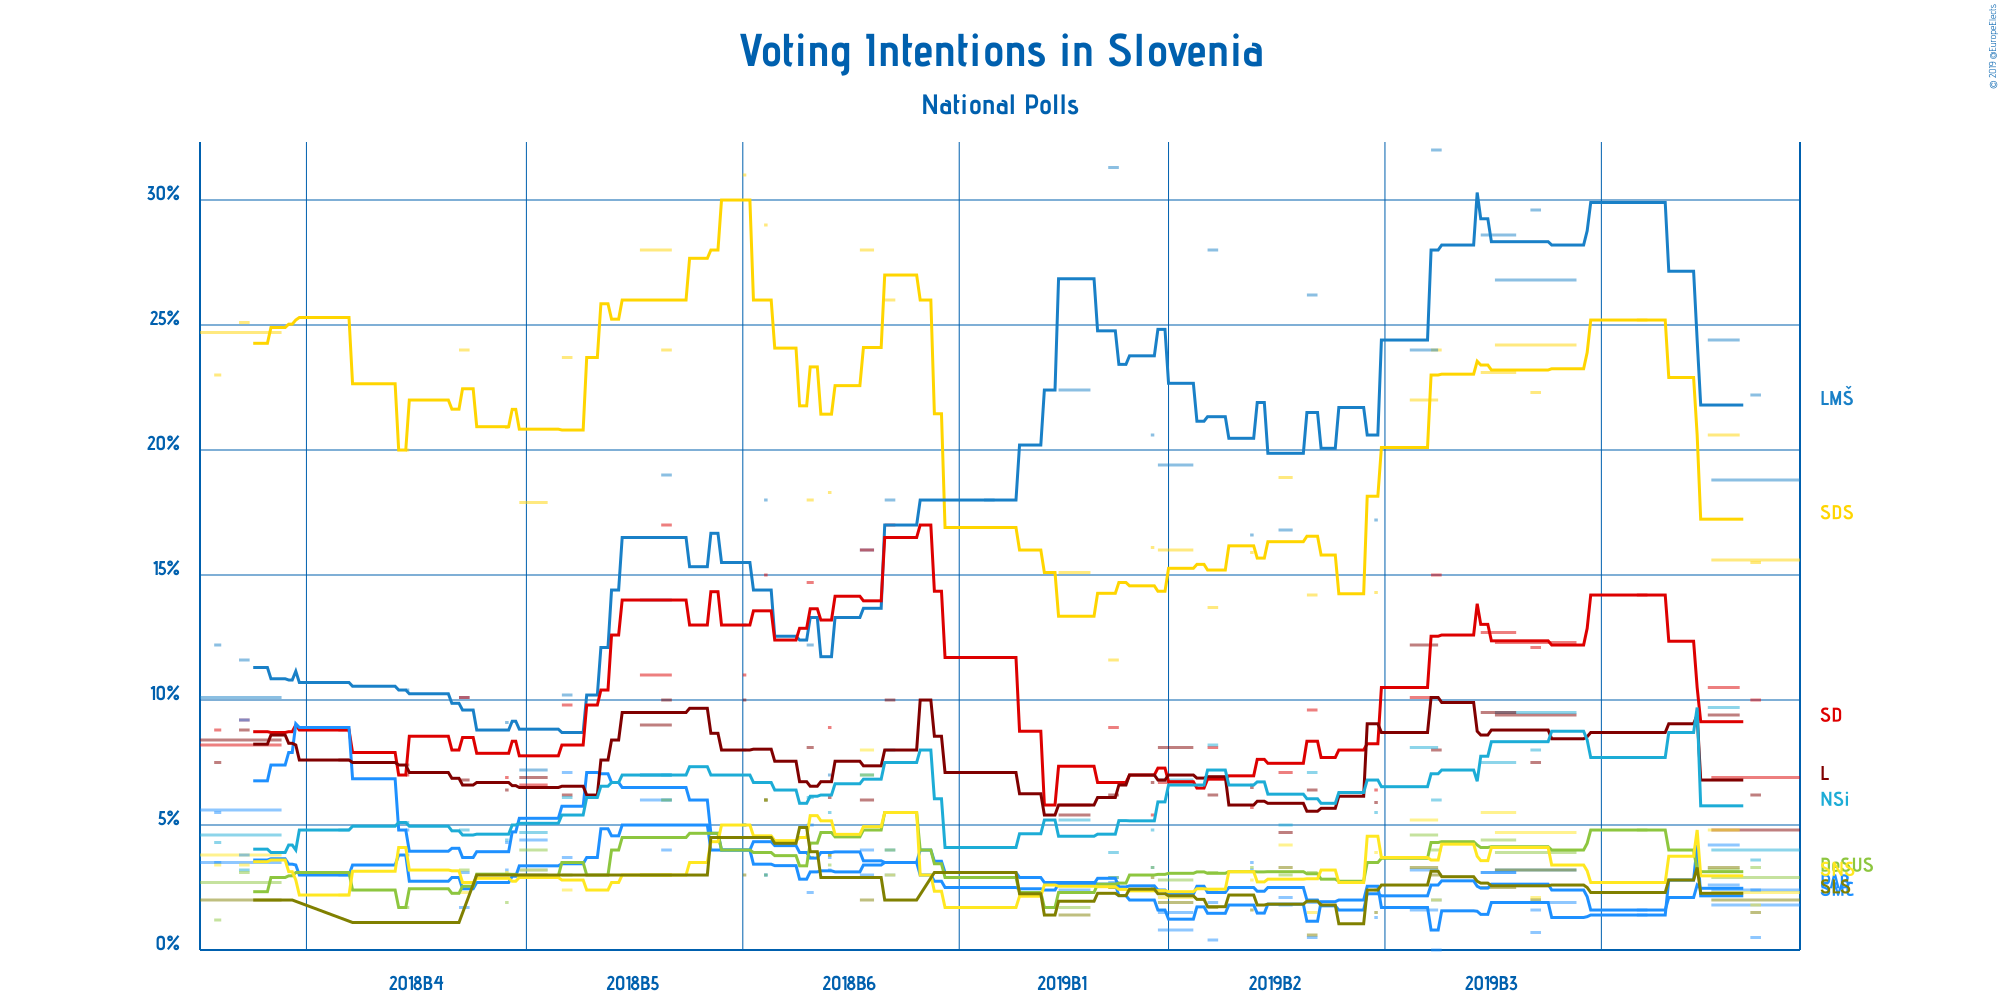 Voting Intentions in Slovenia
National Polls
© 2019 @EuropeElects
30%
25%
20%
15%
10%
5%
0%
LMŠ
SDS
SD
L
NSi
DeSUS
2018B4
2018B5
2018B6
2019B1
2019B2
2019B3